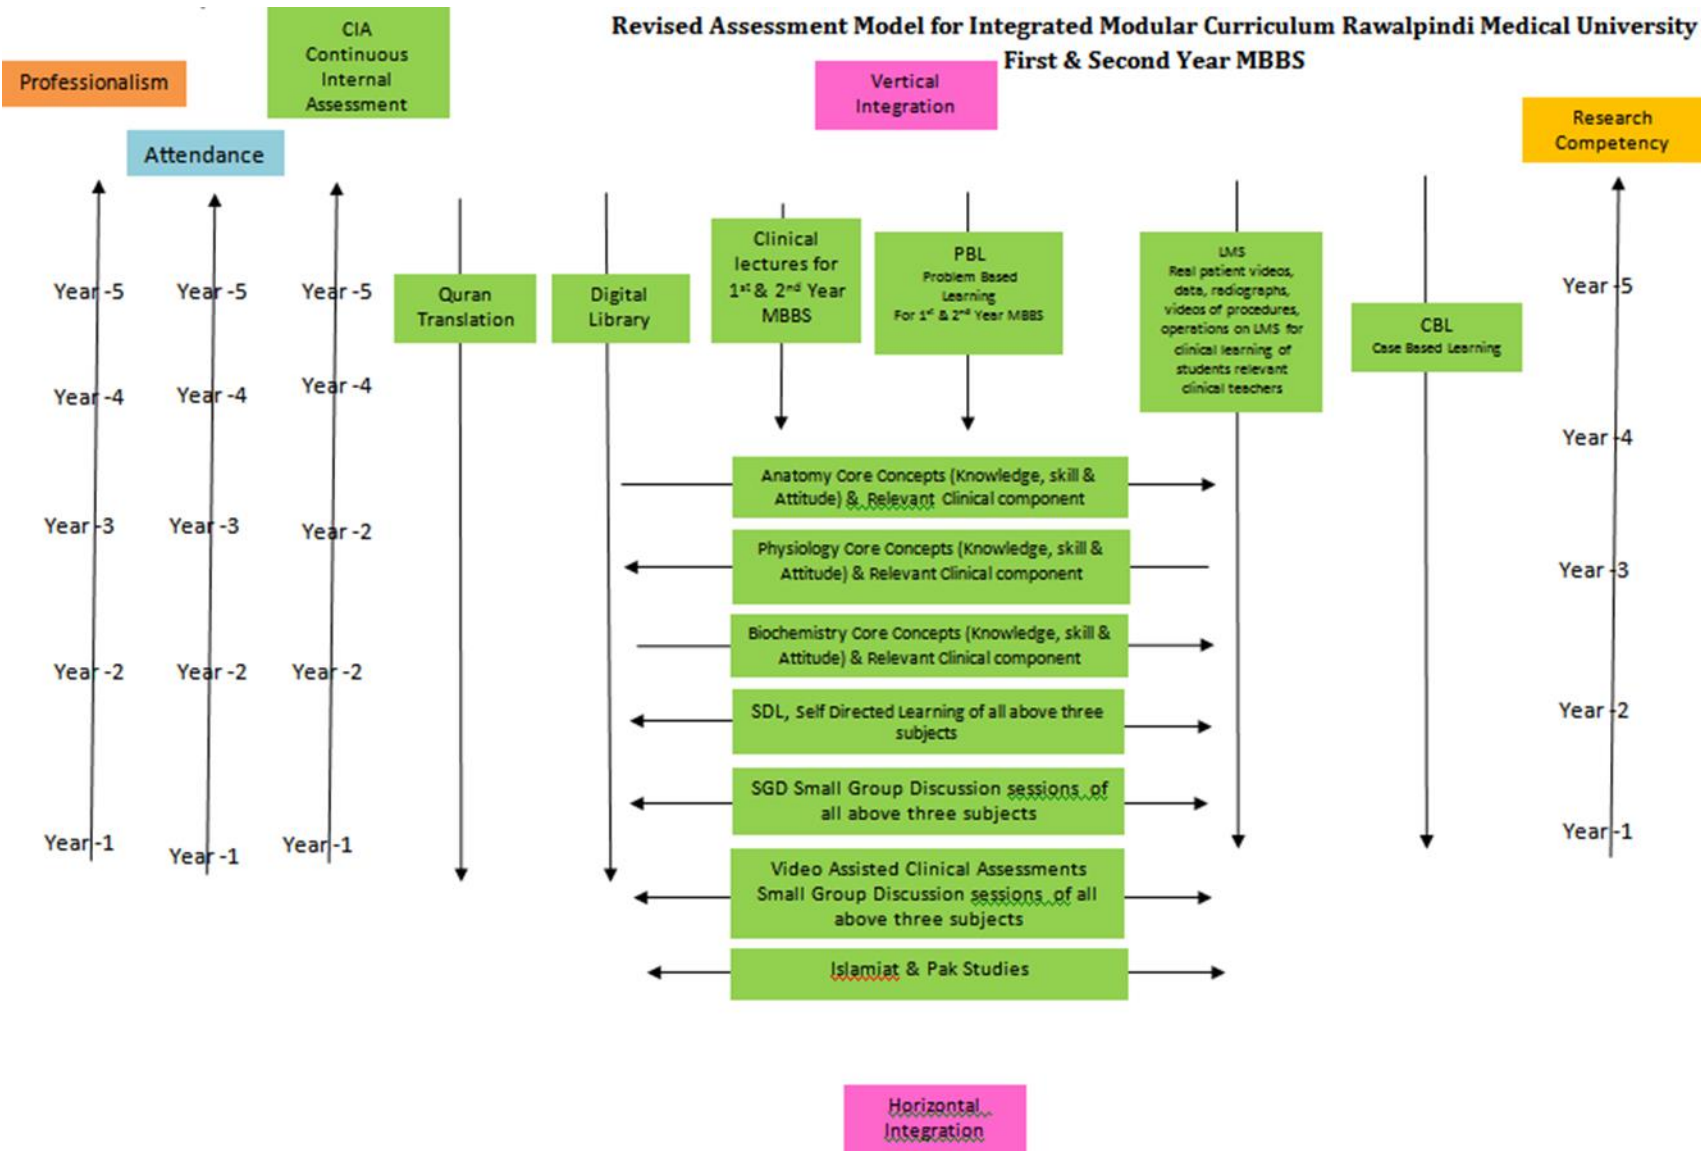 Revised Assessment Model for Integrated Modular Curriculum Rawalpindi Medical University
First & Second Year MBBS
Professionalism
Attendance
CIA
Continuous
Internal
Assessment
Vertical
Integration
Research
Competency
Year -5
Year -4
Year -3
Year -2
Year -1
Year -5
Year -4
Year -3
Year -2
Year -1
Year -5
Year -4
Year -2
Year -2
Year -1
Quran
Translation
Digital
Library
Clinical
lectures for
1st & 2nd Year
MBBS
PBL
Problem Based
Learning
For 1st & 2nd Year MBBS
LMS
Real patient videos,
data, radiographs,
videos of procedures,
operations on LMS for
clinical learning of
students relevant
clinical teachers
CBL
Case Based Learning
Year -5
Year -4
Year -3
Year -2
Year -1
Anatomy Core Concepts (Knowledge, skill &
Attitude) & Relevant Clinical component
Physiology Core Concepts (Knowledge, skill &
Attitude) & Relevant Clinical component
Biochemistry Core Concepts (Knowledge, skill &
Attitude) & Relevant Clinical component
SDL, Self Directed Learning of all above three
subjects
SGD Small Group Discussion sessions of
all above three subjects
Video Assisted Clinical Assessments
Small Group Discussion sessions of all
above three subjects
Islamiat & Pak Studies
Horizontal
Integration